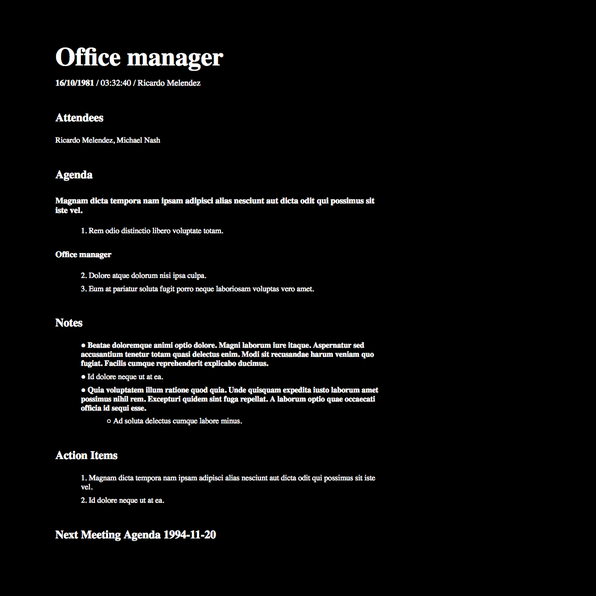 Office manager
16/10/1981 / 03:32:40 / Ricardo Melendez
Attendees
Ricardo Melendez, Michael Nash
Agenda
Magnam dicta tempora nam ipsam adipisci alias nesciunt aut dicta odit qui possimus sit
iste vel.
1. Rem odio distinctio libero voluptate totam.
Office manager
2. Dolore atque dolorum nisi ipsa culpa.
3. Eum at pariatur soluta fugit porro neque laboriosam voluptas vero amet.
Notes
● Beatae doloremque animi optio dolore. Magni laborum iure itaque. Aspernatur sed
accusantium tenetur totam quasi delectus enim. Modi sit recusandae harum veniam quo
fugiat. Facilis cumque reprehenderit explicabo ducimus.
● Id dolore neque ut at ea.
● Quia voluptatem illum ratione quod quia. Unde quisquam expedita iusto laborum amet
possimus nihil rem. Excepturi quidem sint fuga repellat. A laborum optio quae occaecati
officia id sequi esse.
○ Ad soluta delectus cumque labore minus.
Action Items
1. Magnam dicta tempora nam ipsam adipisci alias nesciunt aut dicta odit qui possimus sit iste
vel.
2. Id dolore neque ut at ea.
Next Meeting Agenda 1994-11-20